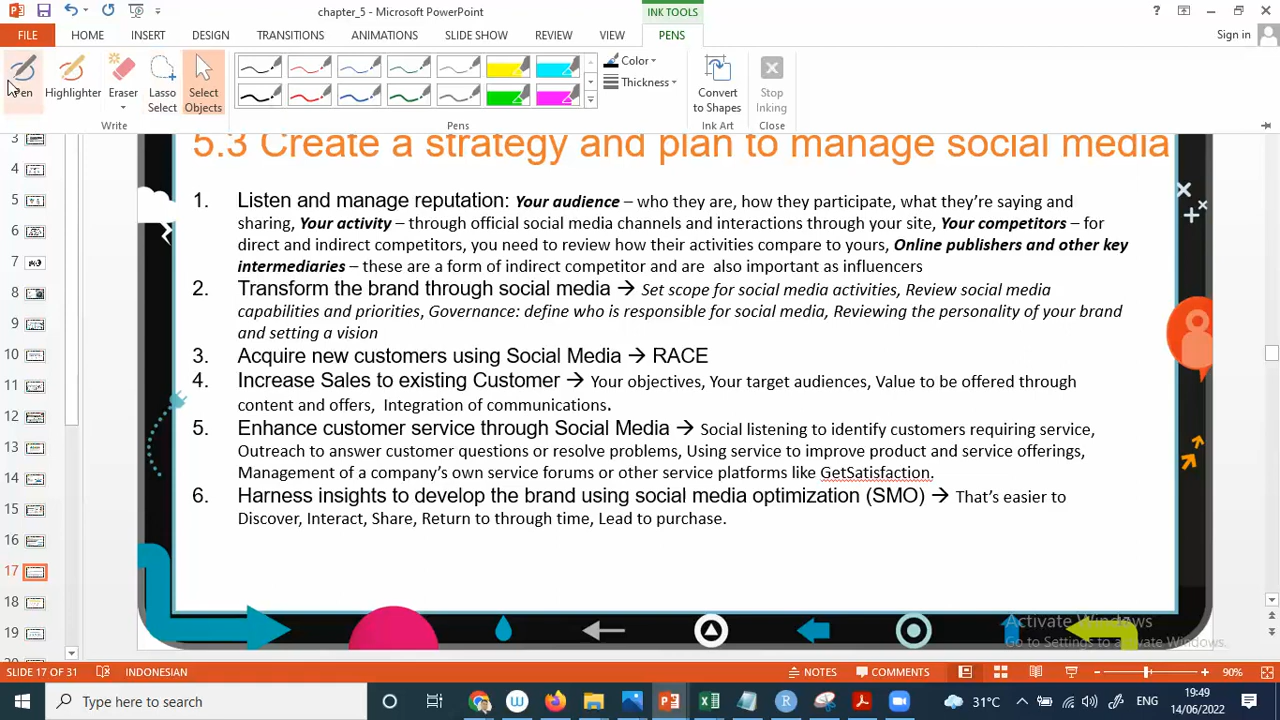 chapter_5 - Microsoft PowerPoint
INK TOOLS
?
FILE HOME INSERT DESIGN TRANSITIONS ANIMATIONS SLIDE SHOW REVIEW VIEW PENS Sign in
Pen Highlighter Eraser Lasso Select Select Objects
Color Thickness
Convert to Shapes Stop Inking
Write Pens Ink Art Close
3
4
5
6
7
8
9
10
11
12
13
14
15
16
17
18
19
5.3 Create a strategy and plan to manage social media
1. Listen and manage reputation: Your audience – who they are, how they participate, what they’re saying and
sharing, Your activity – through official social media channels and interactions through your site, Your competitors – for
direct and indirect competitors, you need to review how their activities compare to yours, Online publishers and other key
intermediaries – these are a form of indirect competitor and are also important as influencers
2. Transform the brand through social media → Set scope for social media activities, Review social media
capabilities and priorities, Governance: define who is responsible for social media, Reviewing the personality of your brand
and setting a vision
3. Acquire new customers using Social Media → RACE
4. Increase Sales to existing Customer → Your objectives, Your target audiences, Value to be offered through
content and offers, Integration of communications.
5. Enhance customer service through Social Media → Social listening to identify customers requiring service,
Outreach to answer customer questions or resolve problems, Using service to improve product and service offerings,
Management of a company’s own service forums or other service platforms like GetSatisfaction.
6. Harness insights to develop the brand using social media optimization (SMO) → That’s easier to
Discover, Interact, Share, Return to through time, Lead to purchase.
Activate Windows
Go to Settings to activate Windows.
SLIDE 17 OF 31 INDONESIAN NOTES COMMENTS 90%
Type here to search 31°C ENG 19:49
14/06/2022